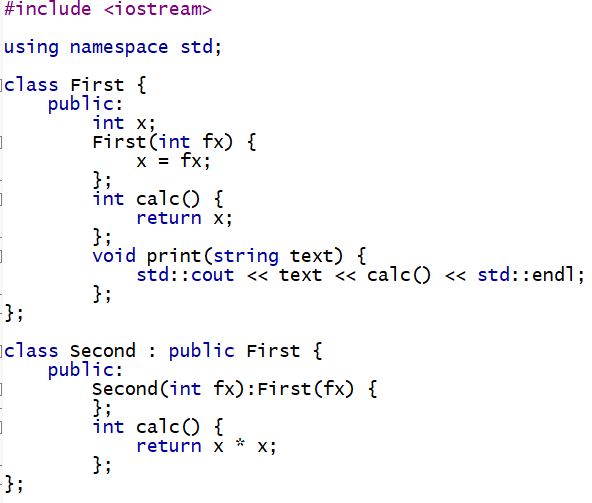 #include <iostream>

using namespace std;

class First {
    public:
        int x;
        First(int fx) {
            x = fx;
        };
        int calc() {
            return x;
        };
        void print(string text) {
            std::cout << text << calc() << std::endl;
        };
};

class Second : public First {
    public:
        Second(int fx):First(fx) {
        };
        int calc() {
            return x * x;
        };
};